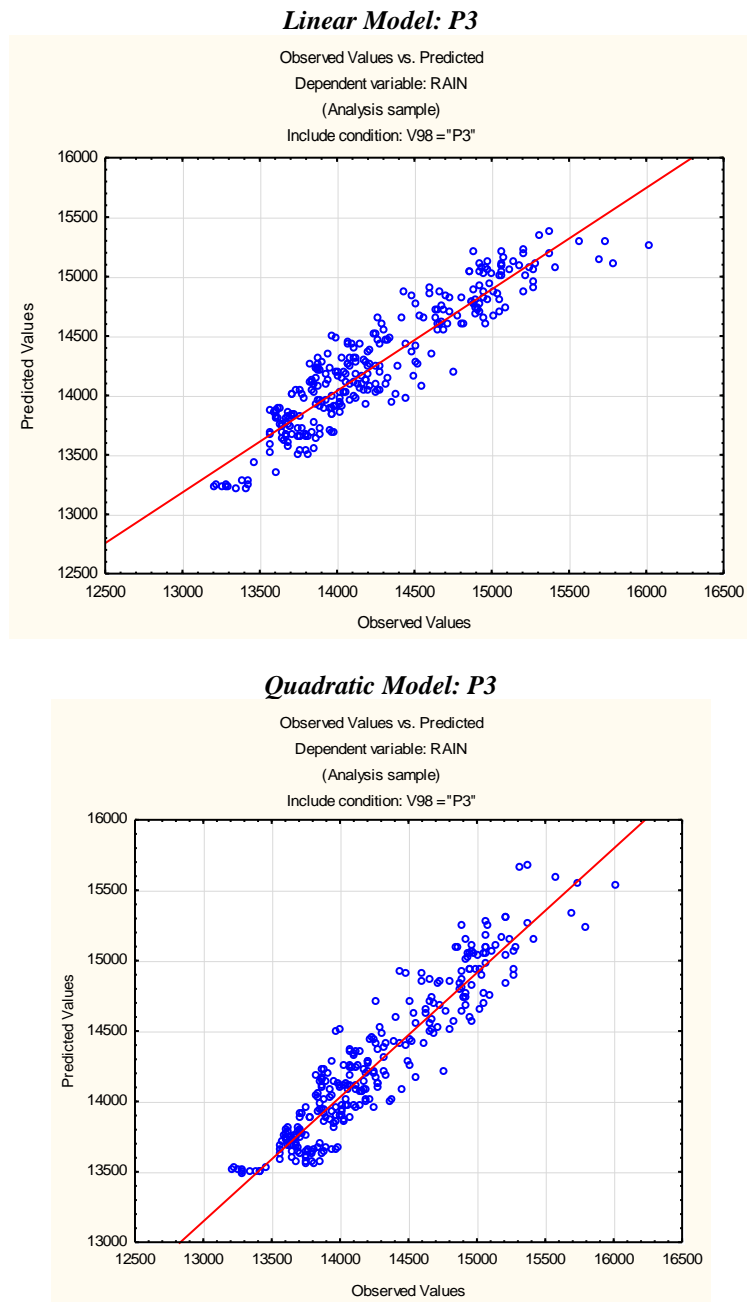 Linear Model: P3
Observed Values vs. Predicted
Dependent variable: RAIN
(Analysis sample)
Include condition: V98 ="P3"
16000
15500
15000
14500
14000
13500
13000
12500
Predicted Values
12500 13000 13500 14000 14500 15000 15500 16000 16500
Observed Values
Quadratic Model: P3
Observed Values vs. Predicted
Dependent variable: RAIN
(Analysis sample)
Include condition: V98 ="P3"
16000
15500
15000
14500
14000
13500
13000
Predicted Values
12500 13000 13500 14000 14500 15000 15500 16000 16500
Observed Values